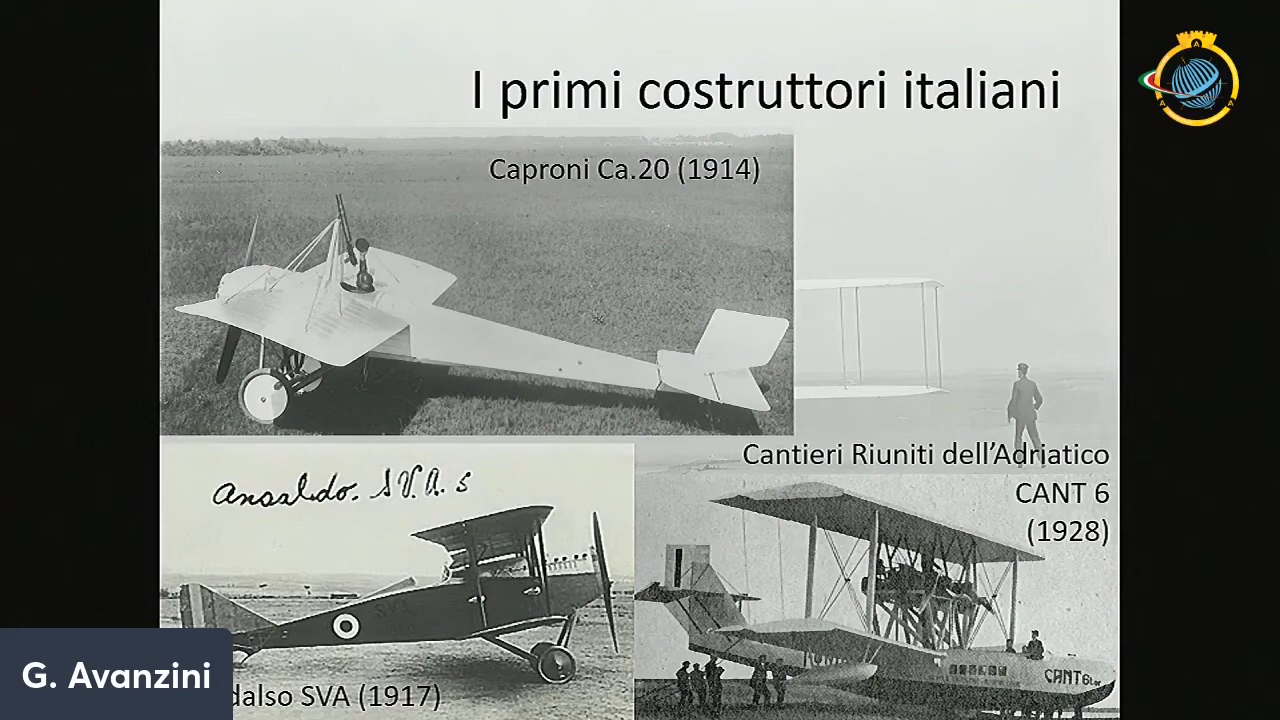 I primi costruttori italiani
Caproni Ca.20 (1914)
Cantieri Riuniti dell’Adriatico
CANT 6
(1928)
Ansaldo. S.V.A. 5
CANT 6ter
dalso SVA (1917)
G. Avanzini